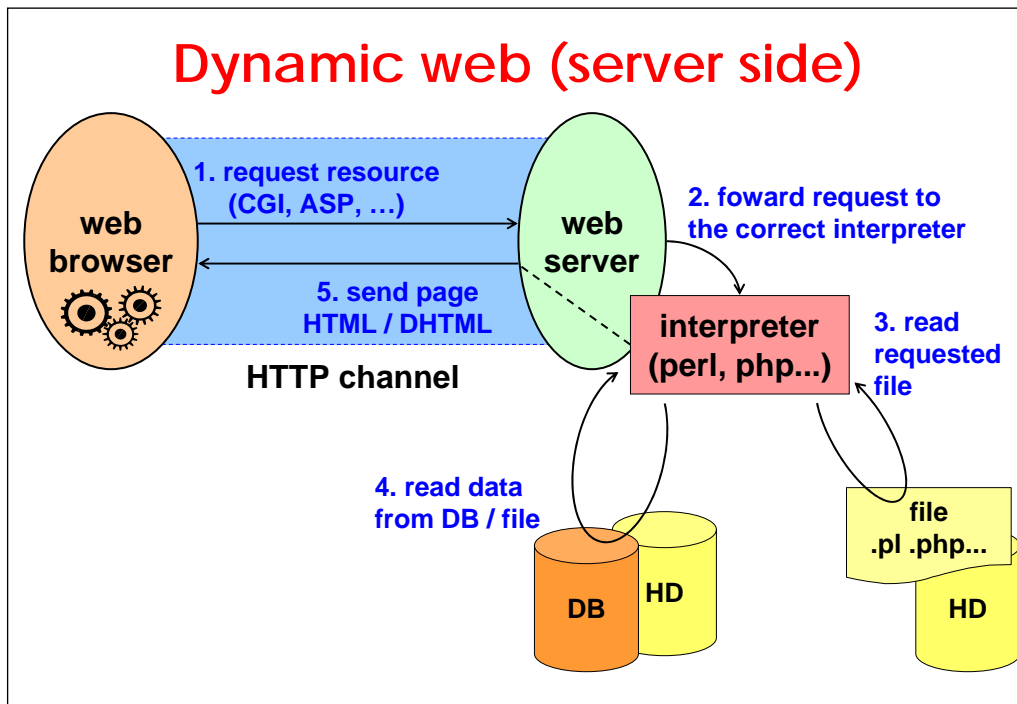 Dynamic web (server side)
1. request resource
(CGI, ASP, …)
web
browser
web
server
2. foward request to
the correct interpreter
5. send page
HTML / DHTML
HTTP channel
interpreter
(perl, php...)
3. read
requested
file
4. read data
from DB / file
file
.pl .php...
DB
HD
HD